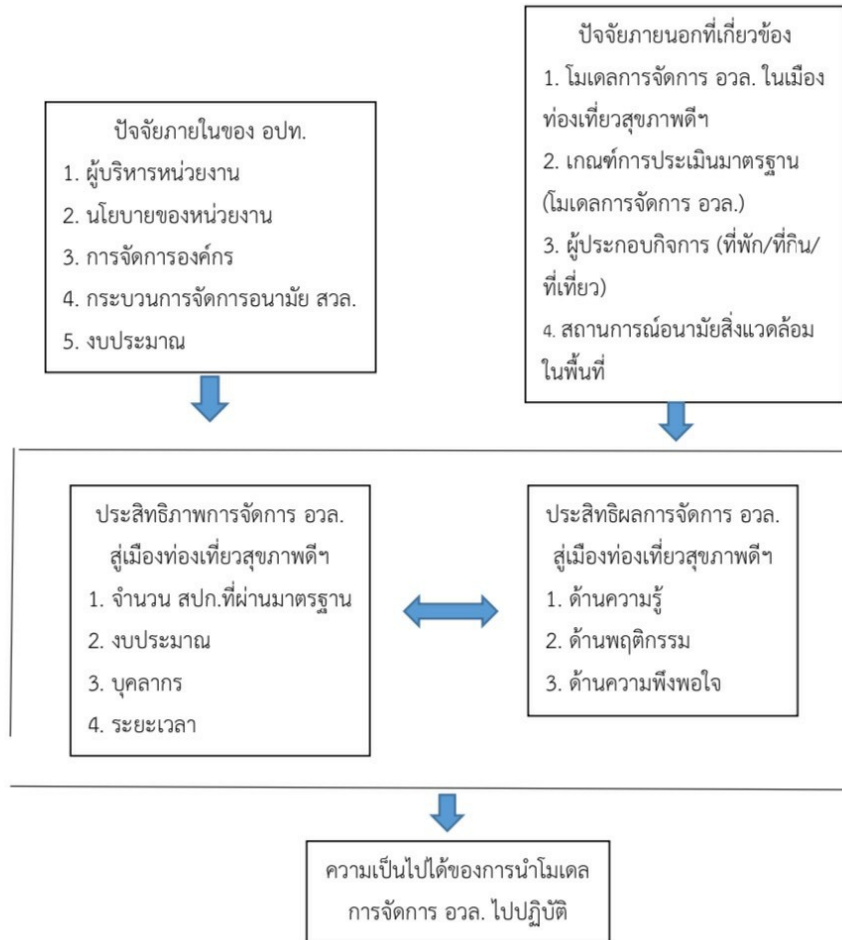 ปัจจัยภายในของ อปท.
1. ผู้บริหารหน่วยงาน
2. นโยบายของหน่วยงาน
3. การจัดการองค์กร
4. กระบวนการจัดการอนามัย สวล.
5. งบประมาณ
ปัจจัยภายนอกที่เกี่ยวข้อง
1. โมเดลการจัดการ อวล. ในเมือง
ท่องเที่ยวสุขภาพดีฯ
2. เกณฑ์การประเมินมาตรฐาน
(โมเดลการจัดการ อวล.)
3. ผู้ประกอบกิจการ (ที่พัก/ที่กิน/
ที่เที่ยว)
4. สถานการณ์อนามัยสิ่งแวดล้อม
ในพื้นที่
ประสิทธิภาพการจัดการ อวล.
สู่เมืองท่องเที่ยวสุขภาพดีฯ
1. จำนวน สปก.ที่ผ่านมาตรฐาน
2. งบประมาณ
3. บุคลากร
4. ระยะเวลา
ประสิทธิผลการจัดการ อวล.
สู่เมืองท่องเที่ยวสุขภาพดีฯ
1. ด้านความรู้
2. ด้านพฤติกรรม
3. ด้านความพึงพอใจ
ความเป็นไปได้ของการนำโมเดล
การจัดการ อวล. ไปปฏิบัติ